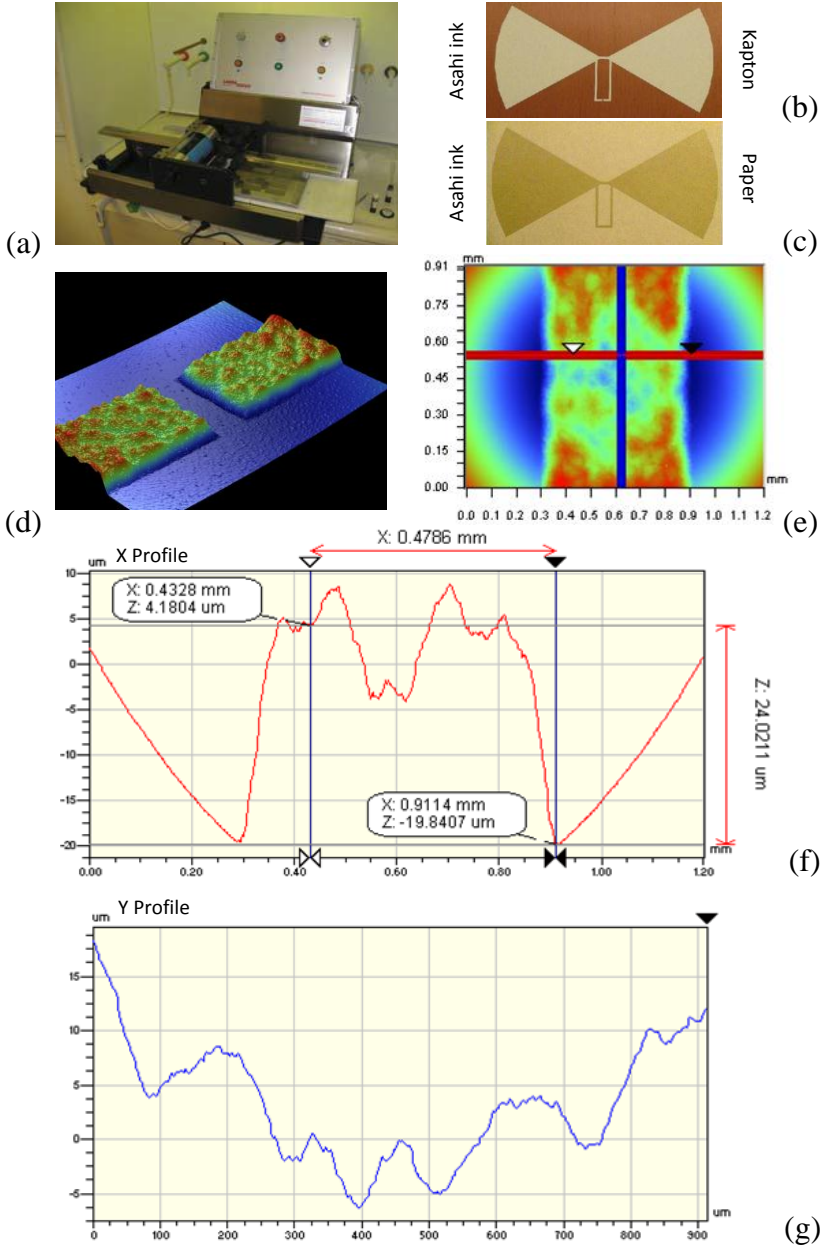 (a)
Asahi ink
Kapton
(b)
Asahi ink
Paper
(c)
(d)
mm
0.91
0.75
0.60
0.45
0.30
0.15
0.00
mm
0.0 0.1 0.2 0.3 0.4 0.5 0.6 0.7 0.8 0.9 1.0 1.1 1.2
(e)
X Profile
um
X: 0.4786 mm
10
5
0
-5
-10
-15
-20
X: 0.4328 mm
Z: 4.1804 um
X: 0.9114 mm
Z: -19.8407 um
Z: 24.0211 um
mm
0.00 0.40 0.60 1.00 1.20
(f)
Y Profile
um
15
10
5
0
-5
um
0 100 200 300 400 500 600 700 800 900
(g)